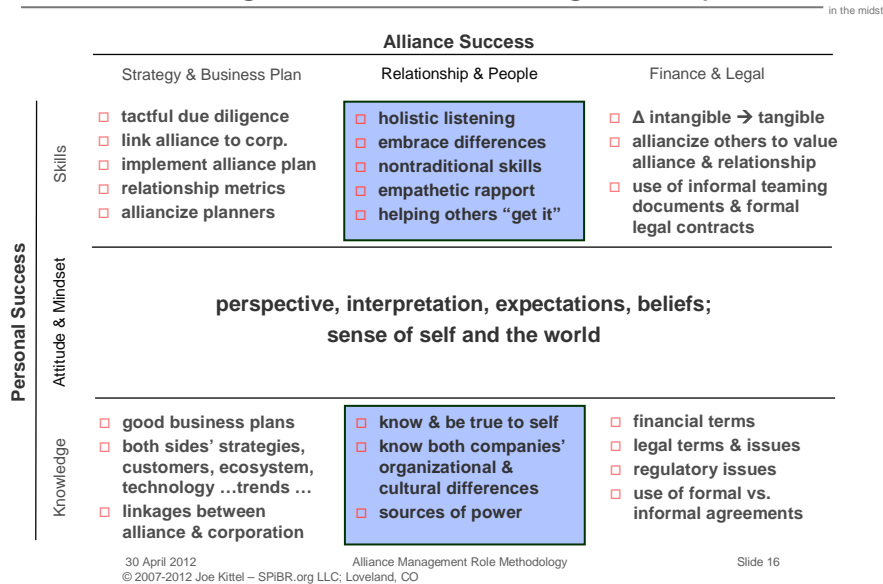 in the midst
Alliance Success
Strategy & Business Plan
Relationship & People
Finance & Legal
Personal Success
Skills
tactful due diligence
link alliance to corp.
implement alliance plan
relationship metrics
alliancize planners
holistic listening
embrace differences
nontraditional skills
empathetic rapport
helping others “get it”
Δ intangible → tangible
alliancize others to value
alliance & relationship
use of informal teaming
documents & formal
legal contracts
Attitude & Mindset
perspective, interpretation, expectations, beliefs;
sense of self and the world
Knowledge
good business plans
both sides’ strategies,
customers, ecosystem,
technology …trends …
linkages between
alliance & corporation
know & be true to self
know both companies’
organizational &
cultural differences
sources of power
financial terms
legal terms & issues
regulatory issues
use of formal vs.
informal agreements
30 April 2012
Alliance Management Role Methodology
Slide 16
© 2007-2012 Joe Kittel – SPiBR.org LLC; Loveland, CO